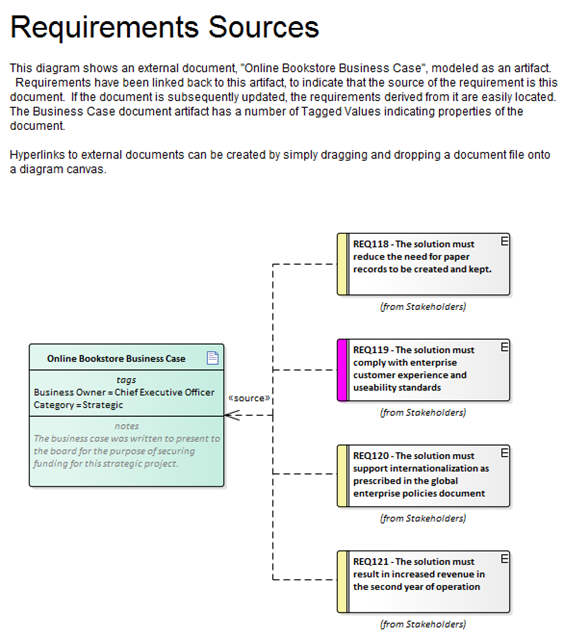 Requirements Sources
This diagram shows an external document, "Online Bookstore Business Case", modeled as an artifact.
Requirements have been linked back to this artifact, to indicate that the source of the requirement is this
document. If the document is subsequently updated, the requirements derived from it are easily located.
The Business Case document artifact has a number of Tagged Values indicating properties of the
document.
Hyperlinks to external documents can be created by simply dragging and dropping a document file onto
a diagram canvas.
REQ118 - The solution must
reduce the need for paper
records to be created and kept.
E
(from Stakeholders)
Online Bookstore Business Case
tags
Business Owner = Chief Executive Officer
Category = Strategic
notes
The business case was written to present to
the board for the purpose of securing
funding for this strategic project.
«source»
REQ119 - The solution must
comply with enterprise
customer experience and
useability standards
E
(from Stakeholders)
REQ120 - The solution must
support internationalization as
prescribed in the global
enterprise policies document
E
(from Stakeholders)
REQ121 - The solution must
result in increased revenue in
the second year of operation
E
(from Stakeholders)